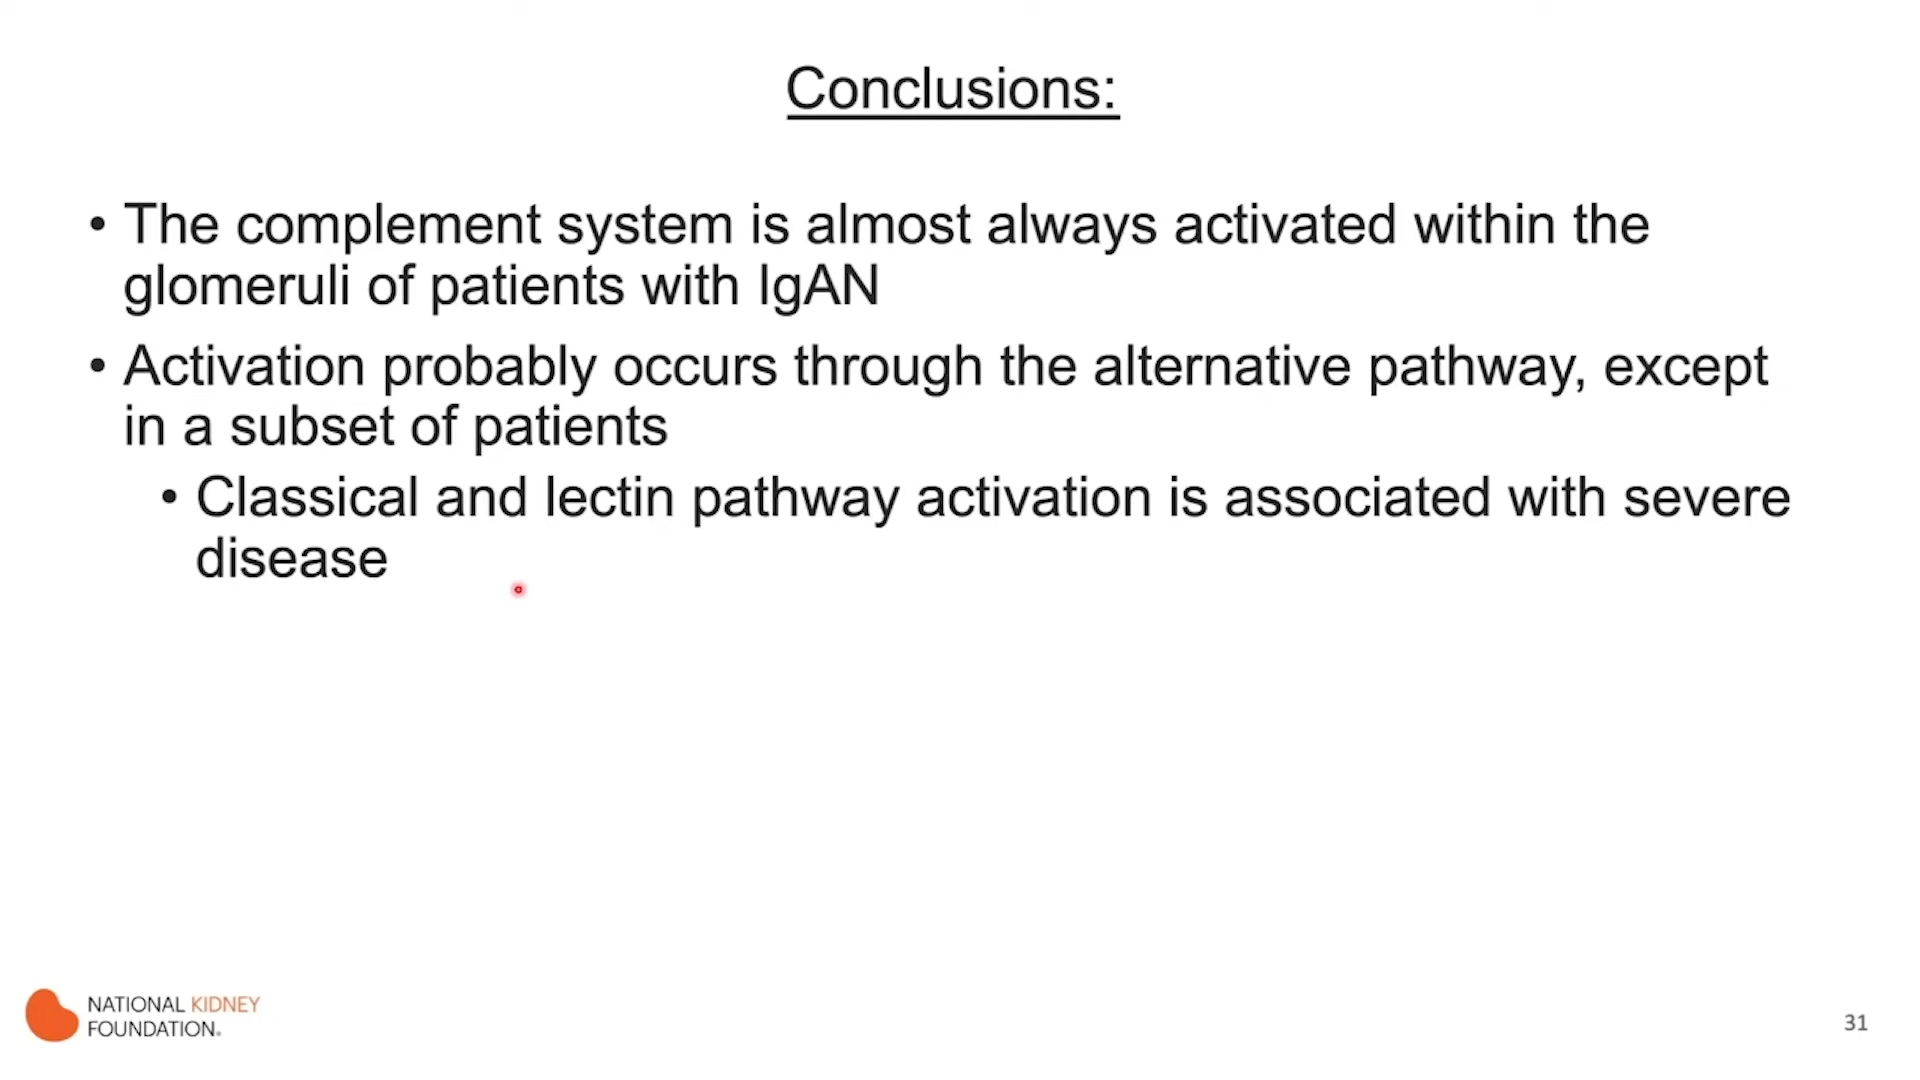 Conclusions:
• The complement system is almost always activated within the
glomeruli of patients with IgAN
• Activation probably occurs through the alternative pathway, except
in a subset of patients
• Classical and lectin pathway activation is associated with severe
disease
NATIONAL KIDNEY
FOUNDATION®
31